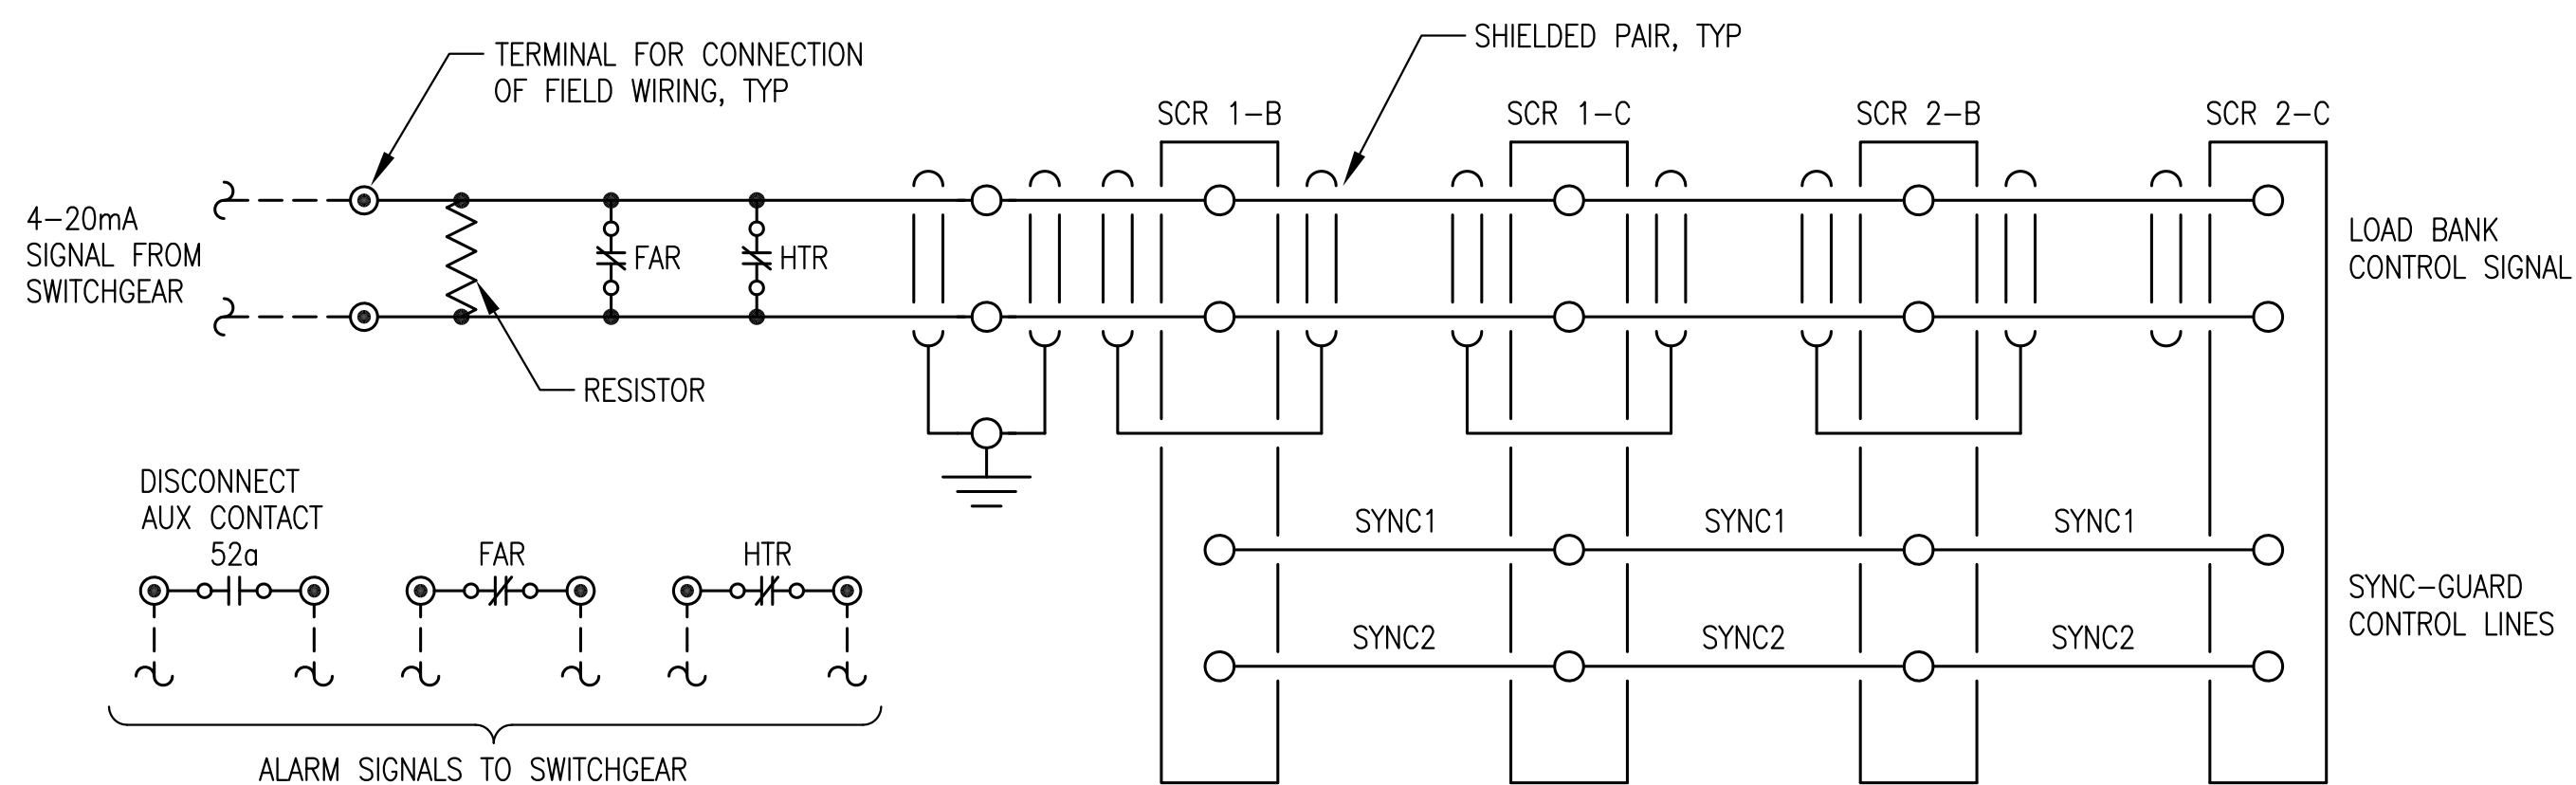 TERMINAL FOR CONNECTION
OF FIELD WIRING, TYP
SHIELDED PAIR, TYP
SCR 1-B
SCR 1-C
SCR 2-B
SCR 2-C
4-20mA
SIGNAL FROM
SWITCHGEAR
FAR
HTR
LOAD BANK
CONTROL SIGNAL
RESISTOR
DISCONNECT
AUX CONTACT
52a
FAR
HTR
SYNC1
SYNC1
SYNC1
SYNC-GUARD
CONTROL LINES
SYNC2
SYNC2
SYNC2
ALARM SIGNALS TO SWITCHGEAR